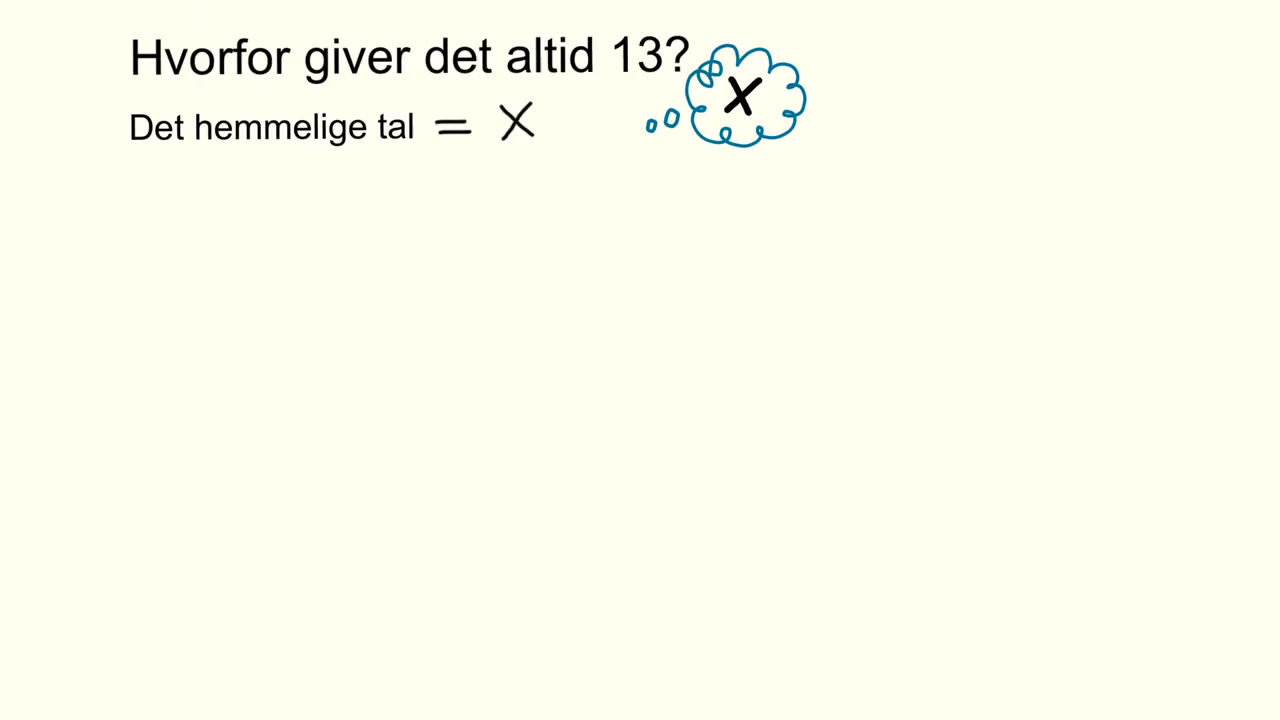 Hvorfor giver det altid 13?
X
Det hemmelige tal = X